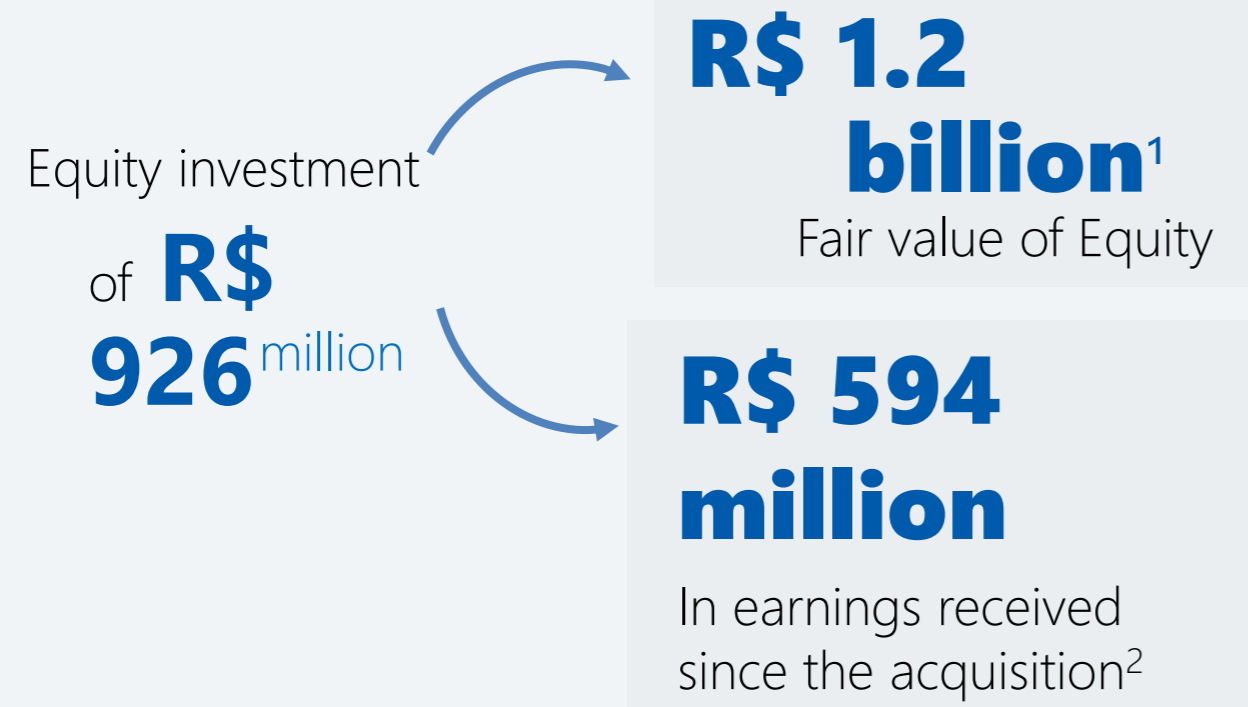 Equity investment
of R$
926 million
R$ 1.2
billion¹
Fair value of Equity
R$ 594
million
In earnings received
since the acquisition²